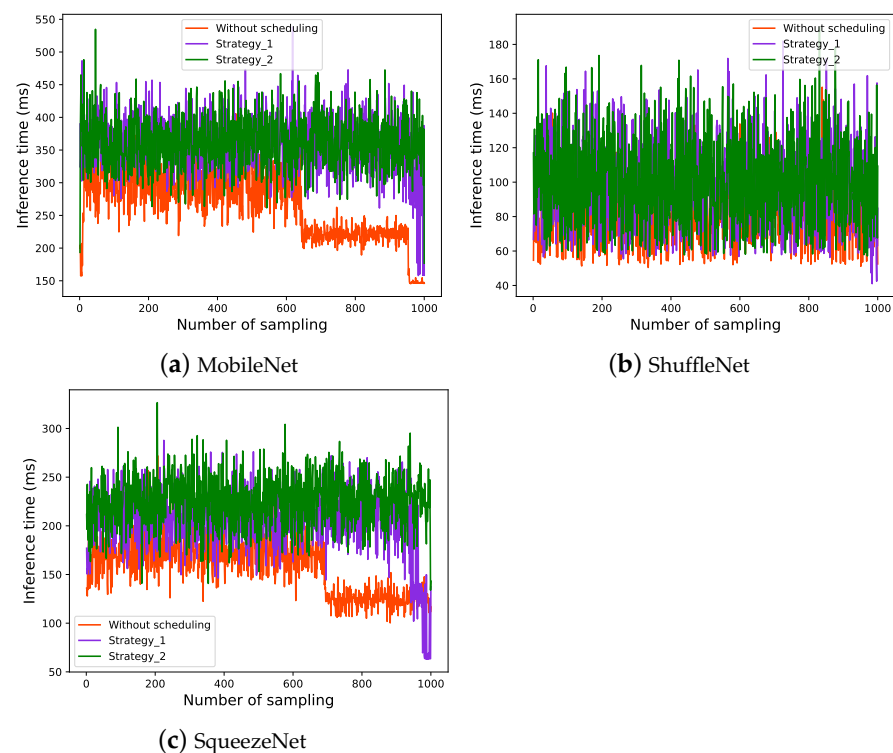 550
500
450
400
350
300
250
200
150
Inference time (ms)
Without scheduling
Strategy_1
Strategy_2
0 200 400 600 800 1000
Number of sampling
(a) MobileNet
180
160
140
120
100
80
60
40
Inference time (ms)
Without scheduling
Strategy_1
Strategy_2
0 200 400 600 800 1000
Number of sampling
(b) ShuffleNet
300
250
200
150
100
50
Inference time (ms)
Without scheduling
Strategy_1
Strategy_2
0 200 400 600 800 1000
Number of sampling
(c) SqueezeNet